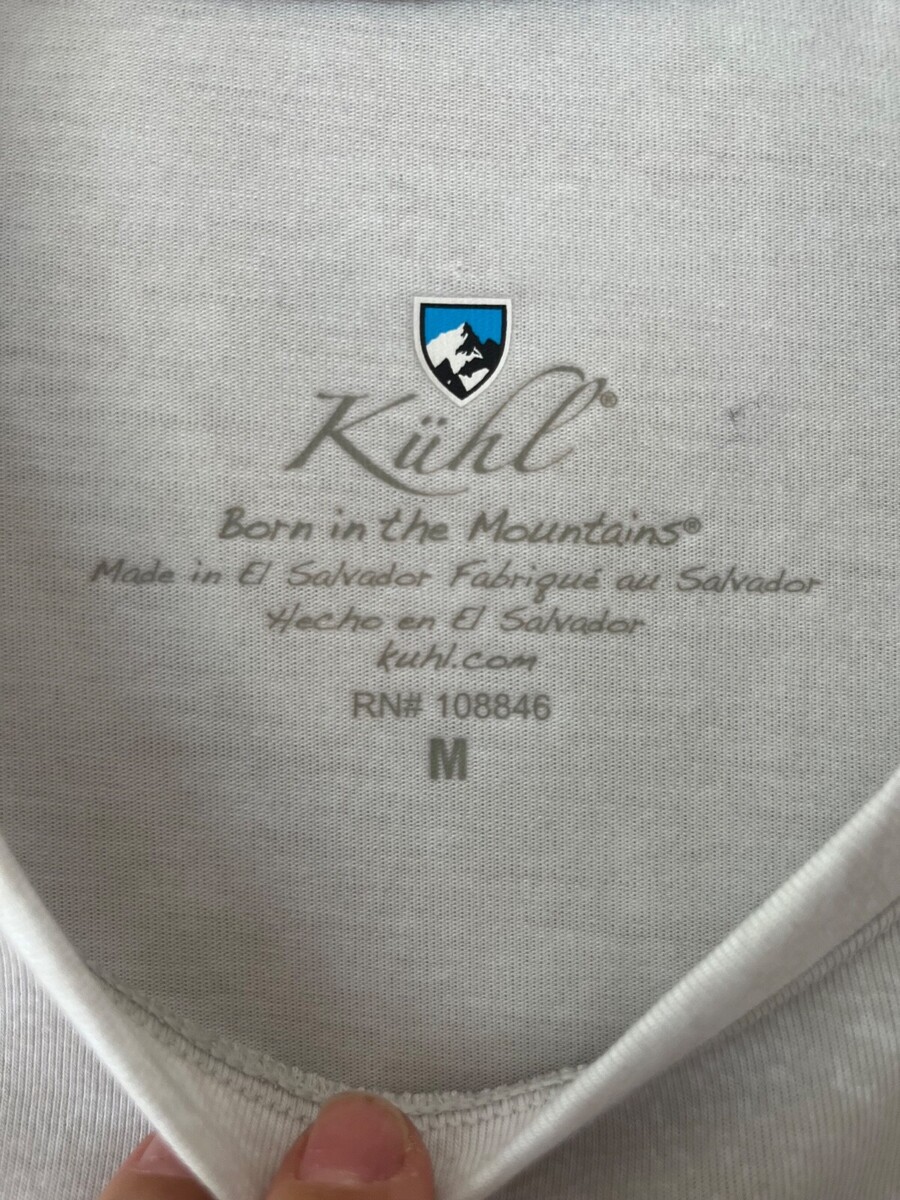 Kühl®
Born in the Mountains®
Made in El Salvador Fabriqué au Salvador
Hecho en El Salvador
kuhl.com
RN# 108846
M